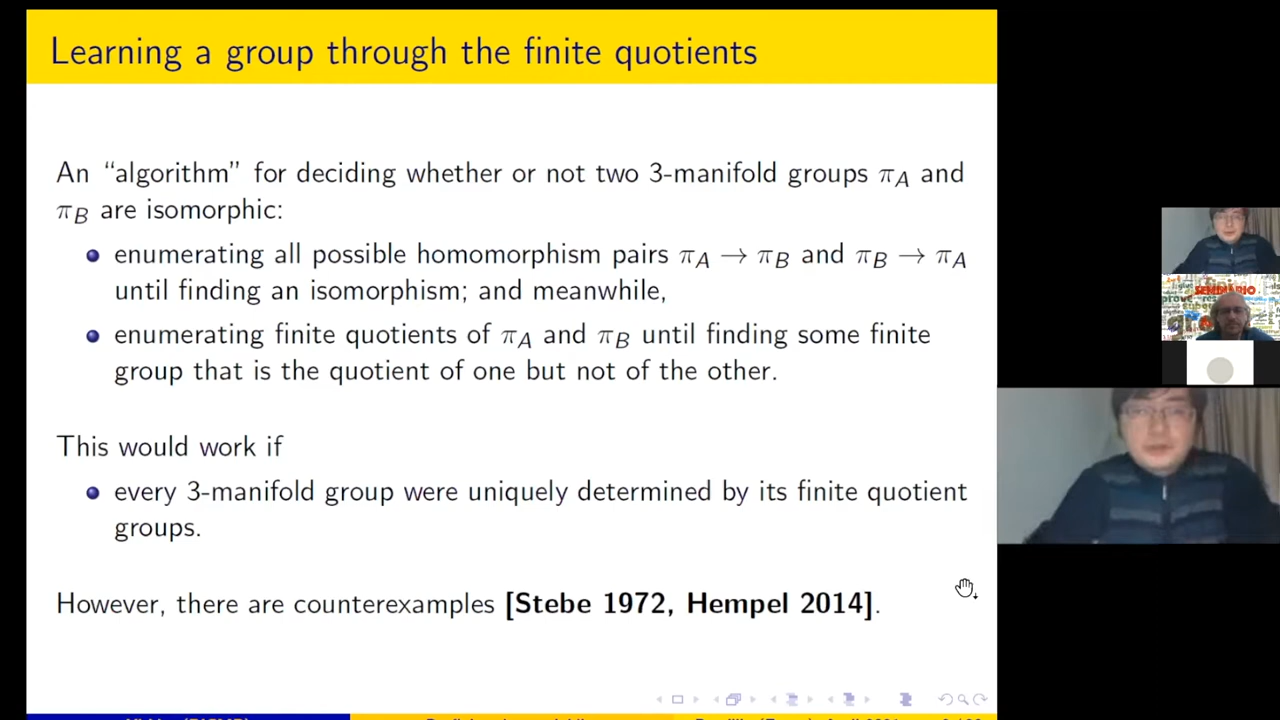 Learning a group through the finite quotients
An “algorithm” for deciding whether or not two 3-manifold groups π_A and
π_B are isomorphic:
enumerating all possible homomorphism pairs π_A → π_B and π_B → π_A
until finding an isomorphism; and meanwhile,
enumerating finite quotients of π_A and π_B until finding some finite
group that is the quotient of one but not of the other.
This would work if
every 3-manifold group were uniquely determined by its finite quotient
groups.
However, there are counterexamples [Stebe 1972, Hempel 2014].
SEMINARIO
prove